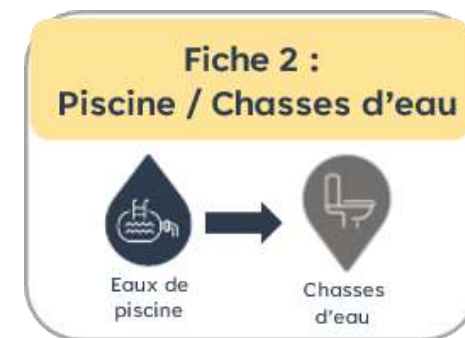 Fiche 2 :
Piscine / Chasses d'eau
Eaux de
piscine
Chasses
d'eau